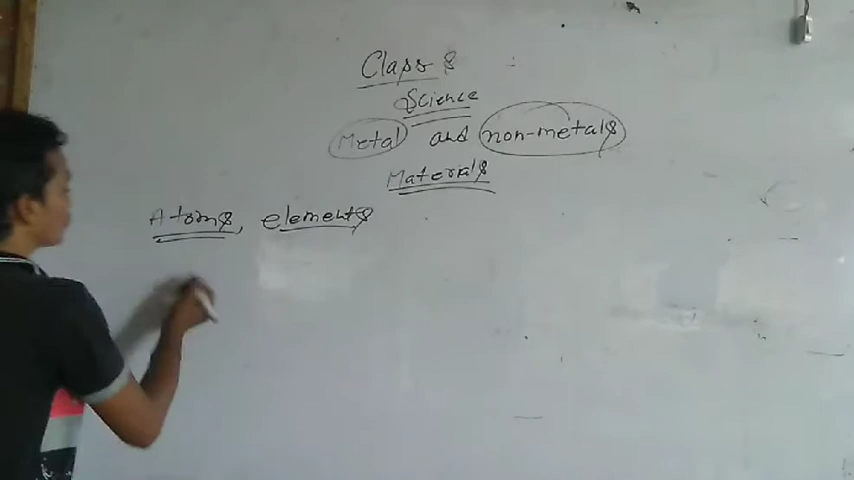 Class 8
Science
Metal and non-metals
Materials
Atoms, elements